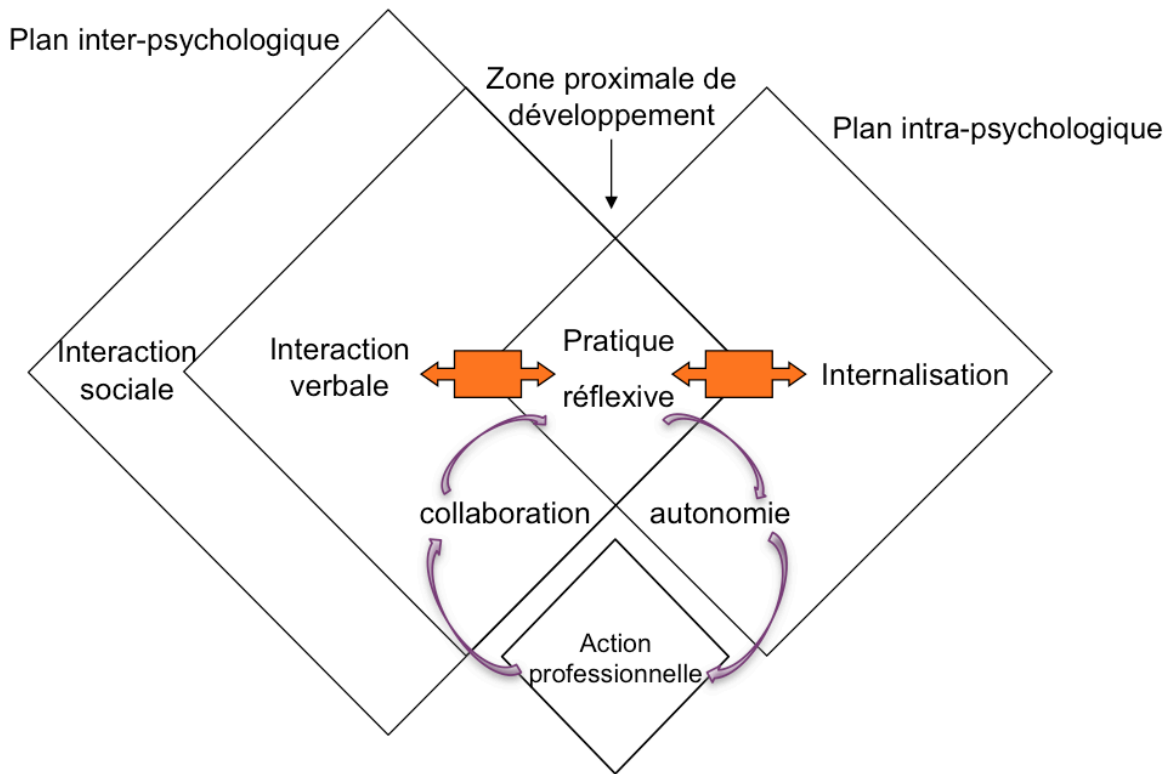 Plan inter-psychologique
Zone proximale de
développement
Plan intra-psychologique
Interaction
sociale
Interaction
verbale
Pratique
réflexive
Internalisation
collaboration
autonomie
Action
professionnelle